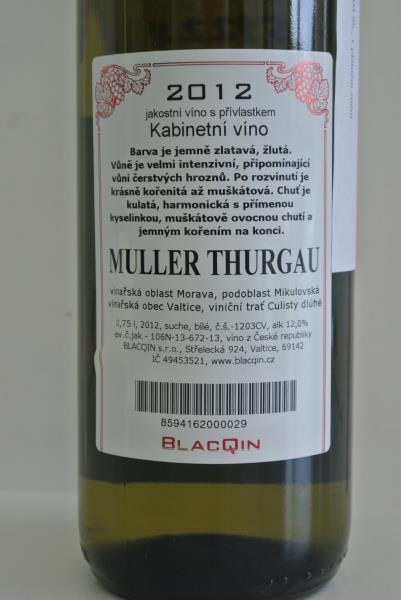 2012
jakostní víno s přívlastkem
Kabinetní víno
Barva je jemně zlatavá, žlutá.
Vůně je velmi intenzivní, připomínající
vůni čerstvých hroznů. Po rozvinutí je
krásně kořenitá až muškátová. Chuť je
kulatá, harmonická s přímenou
kyselinkou, muškátově ovocnou chutí a
jemným kořením na konci.
MULLER THURGAU
vinařská oblast Morava, podoblast Mikulovská
vinařská obec Valtice, viniční trať Culisty dlúhé
0,75 l, 2012, suche, bílé, č.š.-1203CV, alk 12,0%
ev.č.jak - 106N-13-672-13, víno z České republiky
BLACQIN s.r.o., Střelecká 924, Valtice, 69142
IČ 49453521, www.blacqin.cz
8594162000029
BLACQIN